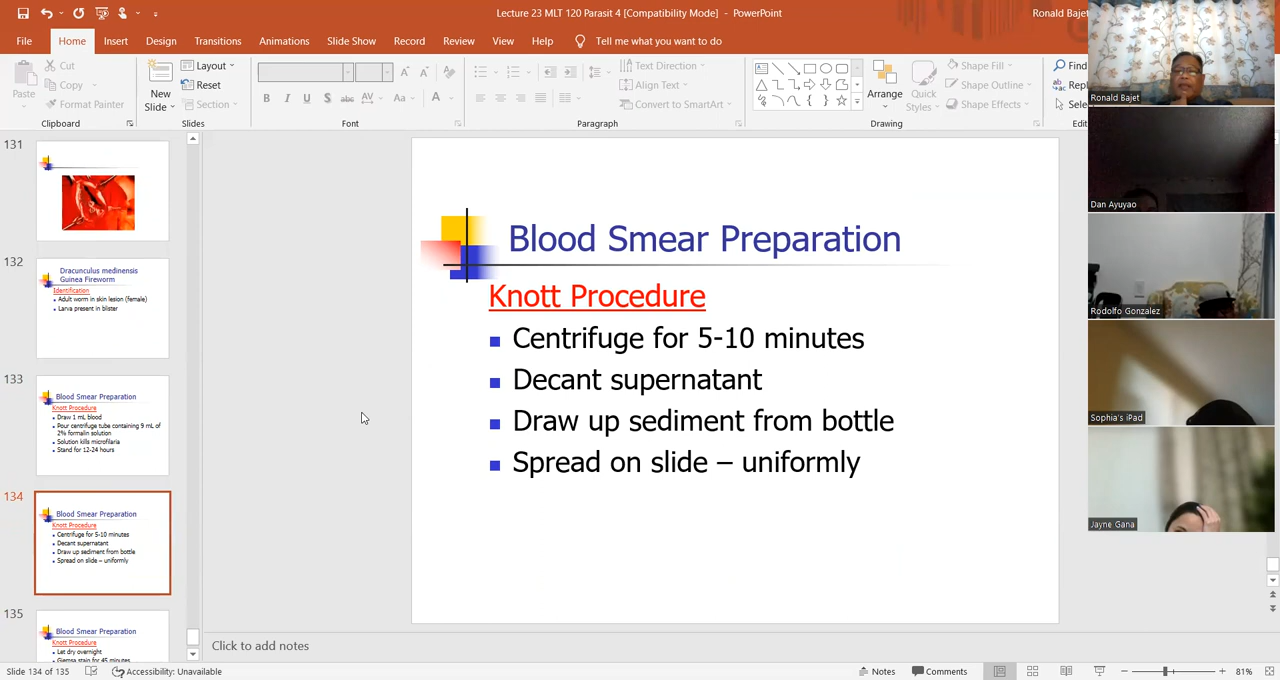 Lecture 23 MLT 120 Parasit 4 [Compatibility Mode] - PowerPoint
Ronald Bajet
File Home Insert Design Transitions Animations Slide Show Record Review View Help Tell me what you want to do
Paste
Cut
Copy
Format Painter
Clipboard
New
Slide
Layout
Reset
Section
Slides
B I U S abc AV Aa A
Font
Text Direction
Align Text
Convert to SmartArt
Paragraph
Arrange
Quick
Styles
Shape Fill
Shape Outline
Shape Effects
Drawing
Find
131
132
Dracunculus medinensis
Guinea Fireworm
Identification
Adult worm in skin lesion (female)
Larva present in blister
133
Blood Smear Preparation
Knott Procedure
Draw 1 mL blood
Pour centrifuge tube containing 9 mL of
2% formalin solution
Solution kills microfilaria
Stand for 12-24 hours
134
Blood Smear Preparation
Knott Procedure
Centrifuge for 5-10 minutes
Decant supernatant
Draw up sediment from bottle
Spread on slide – uniformly
135
Blood Smear Preparation
Knott Procedure
Let dry overnight
Giemsa stain for 45 minutes
Blood Smear Preparation
Knott Procedure
Centrifuge for 5-10 minutes
Decant supernatant
Draw up sediment from bottle
Spread on slide – uniformly
Ronald Bajet
Dan Ayuyao
Rodolfo Gonzalez
Sophia's iPad
Jayne Gana
Click to add notes
Slide 134 of 135
Accessibility: Unavailable
Notes
Comments
81%